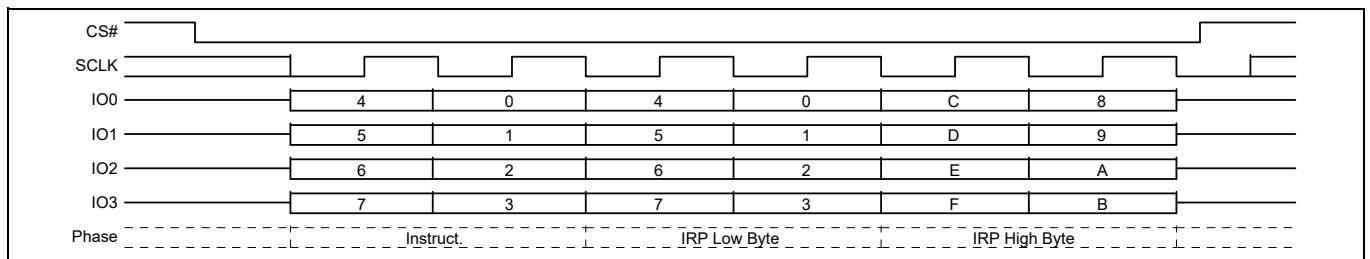 CS#
SCLK
IO0 4 0 4 0 C 8
IO1 5 1 5 1 D 9
IO2 6 2 6 2 E A
IO3 7 3 7 3 F B
Phase Instruct. IRP Low Byte IRP High Byte